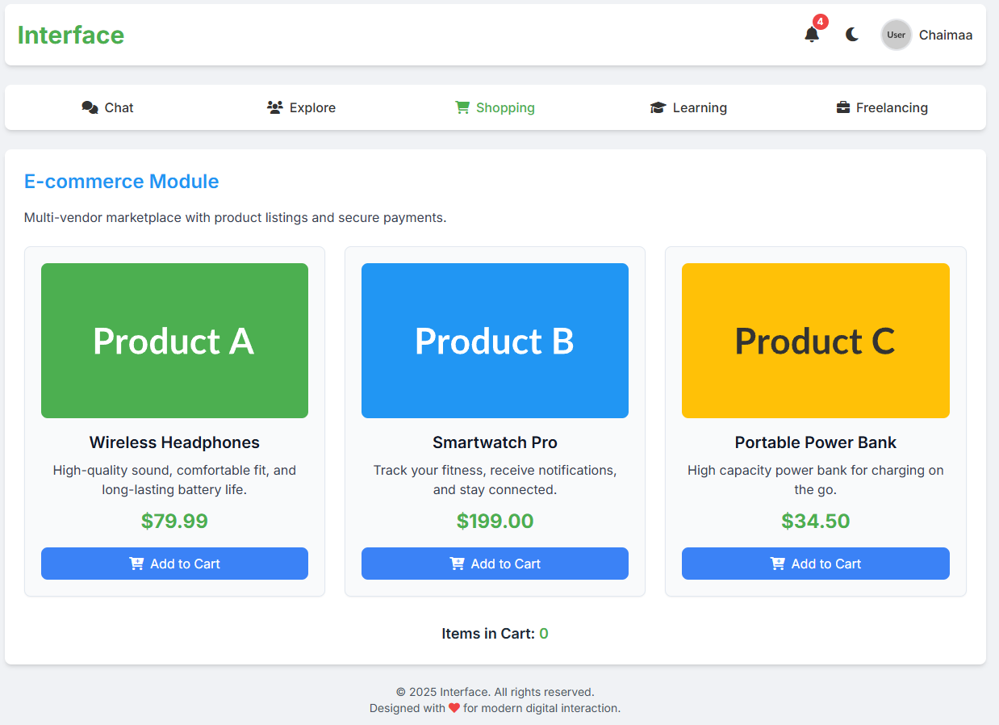 Interface
4
User
Chaimaa
Chat
Explore
Shopping
Learning
Freelancing
E-commerce Module
Multi-vendor marketplace with product listings and secure payments.
Product A
Wireless Headphones
High-quality sound, comfortable fit, and
long-lasting battery life.
$79.99
Add to Cart
Product B
Smartwatch Pro
Track your fitness, receive notifications,
and stay connected.
$199.00
Add to Cart
Product C
Portable Power Bank
High capacity power bank for charging on
the go.
$34.50
Add to Cart
Items in Cart: 0
© 2025 Interface. All rights reserved.
Designed with ❤ for modern digital interaction.